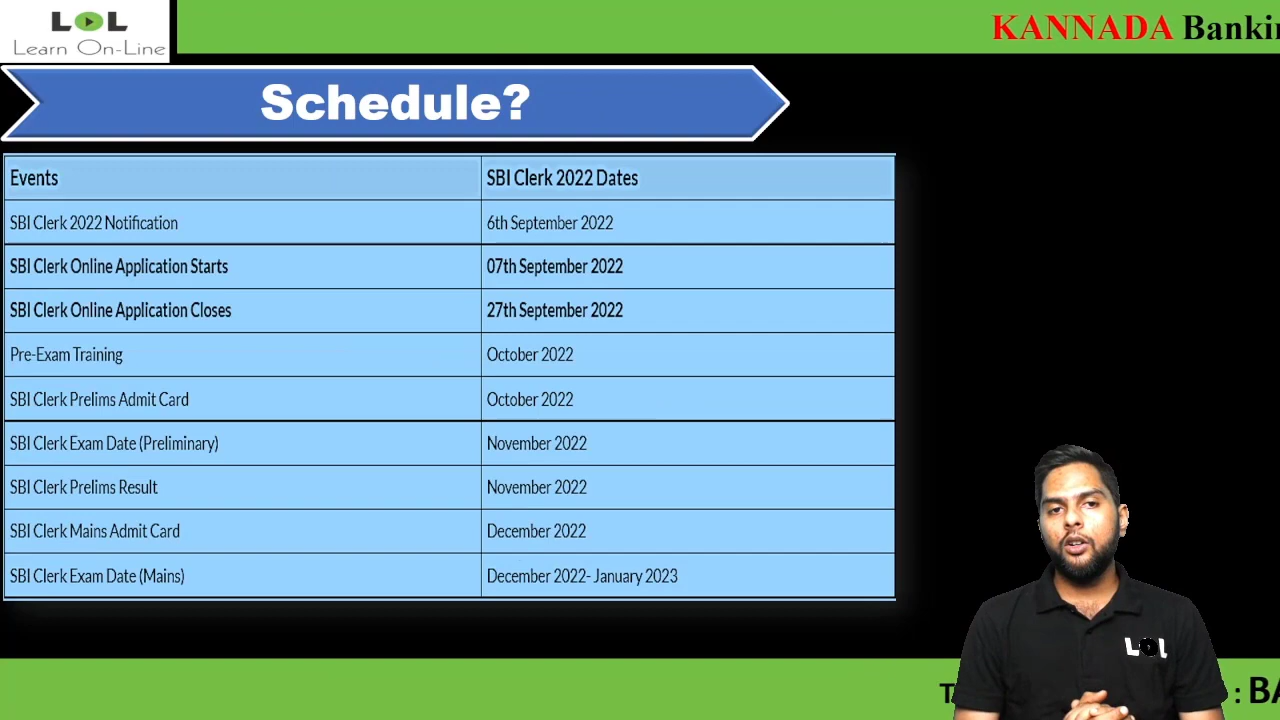 LOL
Learn On-Line
KANNADA
Schedule?
Events SBI Clerk 2022 Dates
SBI Clerk 2022 Notification 6th September 2022
SBI Clerk Online Application Starts 07th September 2022
SBI Clerk Online Application Closes 27th September 2022
Pre-Exam Training October 2022
SBI Clerk Prelims Admit Card October 2022
SBI Clerk Exam Date (Preliminary) November 2022
SBI Clerk Prelims Result November 2022
SBI Clerk Mains Admit Card December 2022
SBI Clerk Exam Date (Mains) December 2022- January 2023
LOL